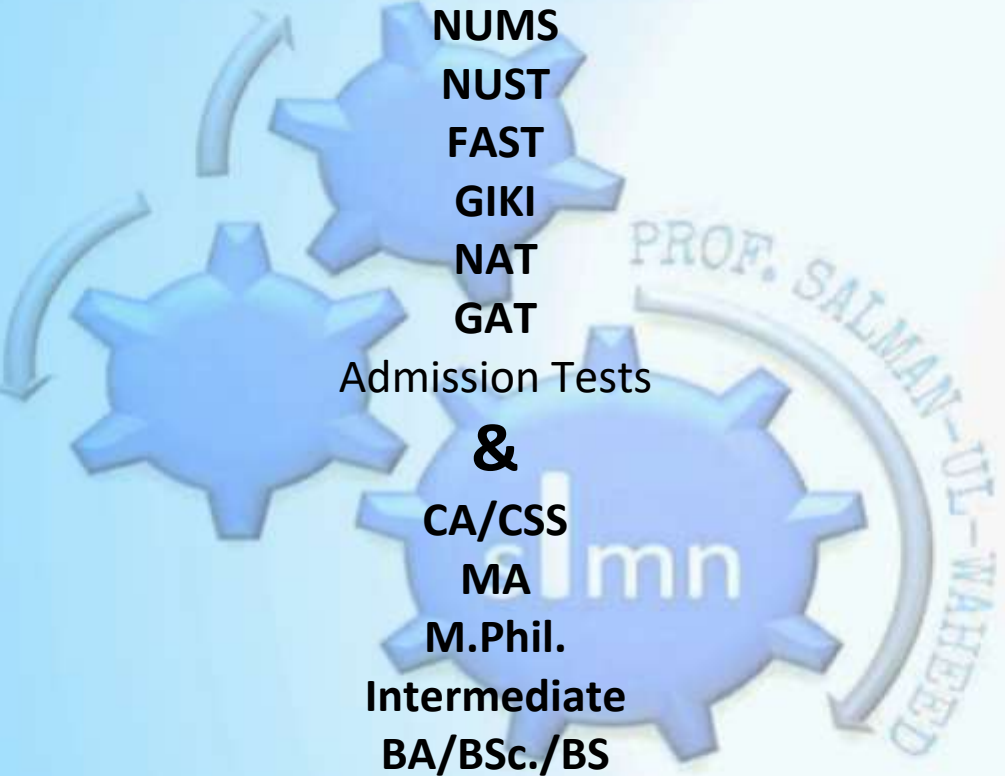 NUMS
NUST
FAST
GIKI
NAT
GAT
Admission Tests
&
CA/CSS
MA
M.Phil.
Intermediate
BA/BSc./BS
PROF. SALMAN-UL-WAHEED
slmn